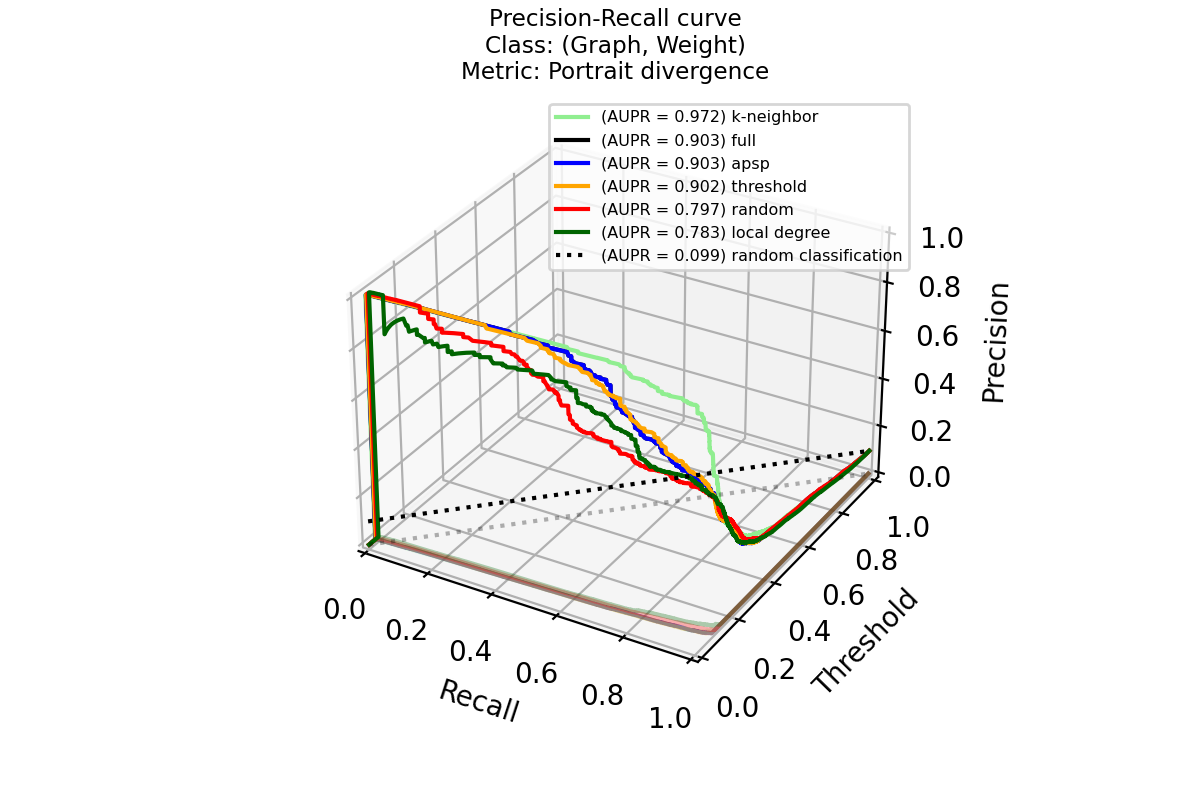 Precision-Recall curve
Class: (Graph, Weight)
Metric: Portrait divergence
(AUPR = 0.972) k-neighbor
(AUPR = 0.903) full
(AUPR = 0.903) apsp
(AUPR = 0.902) threshold
(AUPR = 0.797) random
(AUPR = 0.783) local degree
(AUPR = 0.099) random classification
1.0
0.8
0.6
0.4
0.2
0.0
Precision
1.0
0.8
0.6
0.4
0.2
0.0
Threshold
0.0
0.2
0.4
0.6
0.8
1.0
Recall